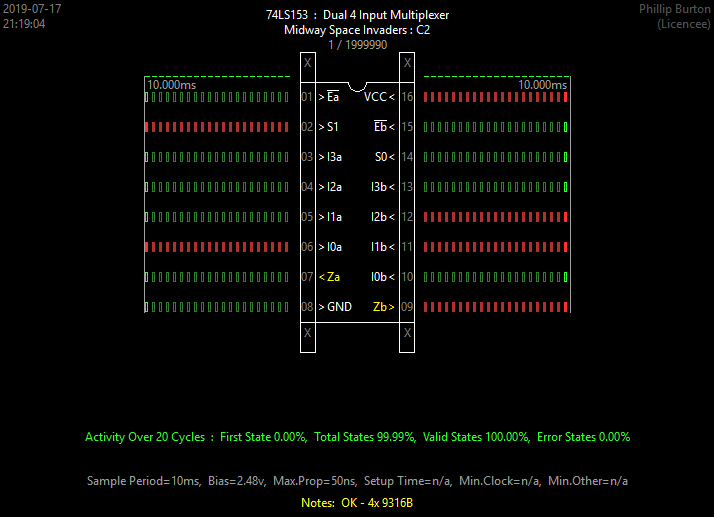 2019-07-17
21:19:04
74LS153 : Dual 4 Input Multiplexer
Midway Space Invaders : C2
1 / 1999990
Phillip Burton
(Licencee)
X X
10.000ms 10.000ms
01 >Ea VCC< 16
02 >S1 Eb< 15
03 >I3a S0< 14
04 >I2a I3b< 13
05 >I1a I2b< 12
06 >I0a I1b< 11
07 <Za I0b< 10
08 >GND Zb> 09
X X
Activity Over 20 Cycles : First State 0.00%, Total States 99.99%, Valid States 100.00%, Error States 0.00%
Sample Period=10ms, Bias=2.48v, Max.Prop=50ns, Setup Time=n/a, Min.Clock=n/a, Min.Other=n/a
Notes: OK - 4x 9316B